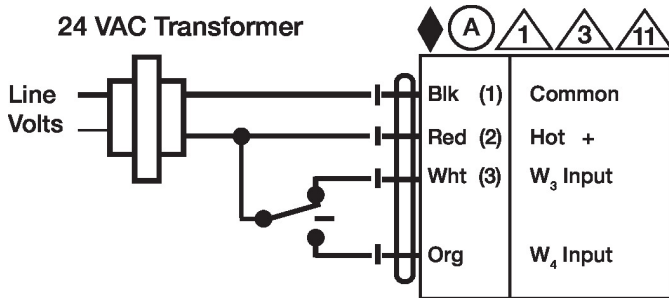 24 VAC Transformer
A 1 3 11
Line Volts
Blk (1) Common
Red (2) Hot +
Wht (3) W3 Input
Org W4 Input